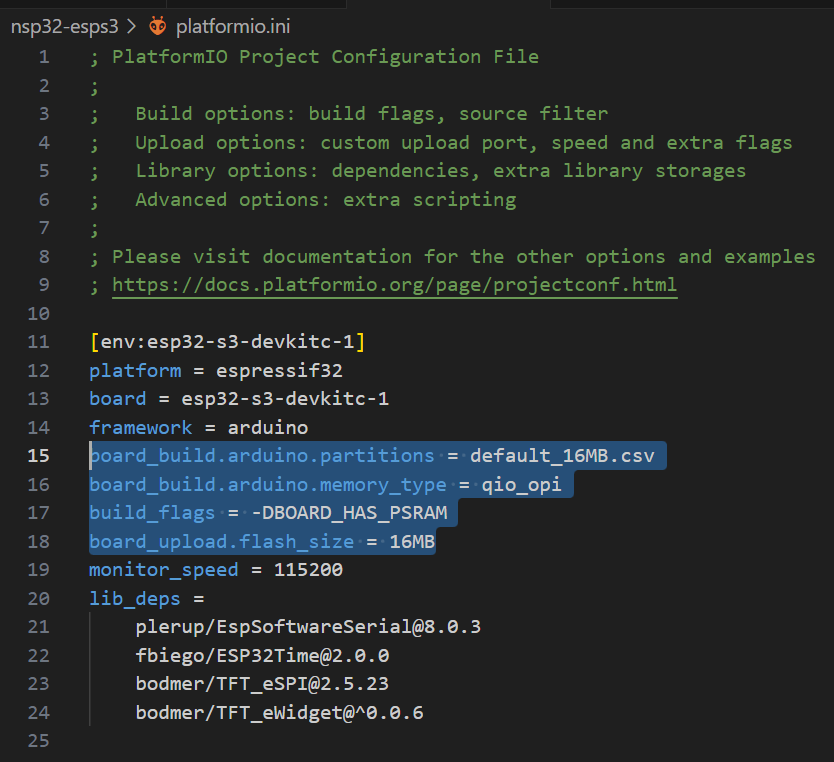 nsp32-esps3 > platformio.ini
1 ; PlatformIO Project Configuration File
2 ;
3 ;   Build options: build flags, source filter
4 ;   Upload options: custom upload port, speed and extra flags
5 ;   Library options: dependencies, extra library storages
6 ;   Advanced options: extra scripting
7 ;
8 ; Please visit documentation for the other options and examples
9 ; https://docs.platformio.org/page/projectconf.html
10
11 [env:esp32-s3-devkitc-1]
12 platform = espressif32
13 board = esp32-s3-devkitc-1
14 framework = arduino
15 board_build.arduino.partitions = default_16MB.csv
16 board_build.arduino.memory_type = qio_opi
17 build_flags = -DBOARD_HAS_PSRAM
18 board_upload.flash_size = 16MB
19 monitor_speed = 115200
20 lib_deps =
21     plerup/EspSoftwareSerial@8.0.3
22     fbiego/ESP32Time@2.0.0
23     bodmer/TFT_eSPI@2.5.23
24     bodmer/TFT_eWidget@^0.0.6
25